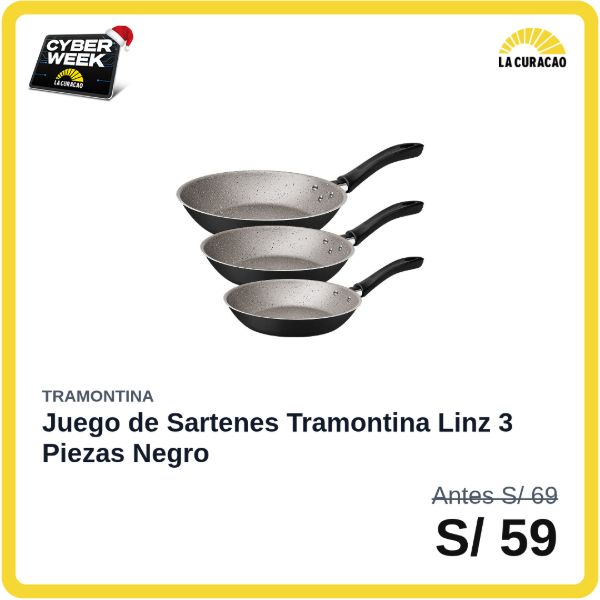 CYBER
WEEK
LA CURACAO
LA CURACAO
TRAMONTINA
Juego de Sartenes Tramontina Linz 3
Piezas Negro
Antes S/ 69
S/ 59